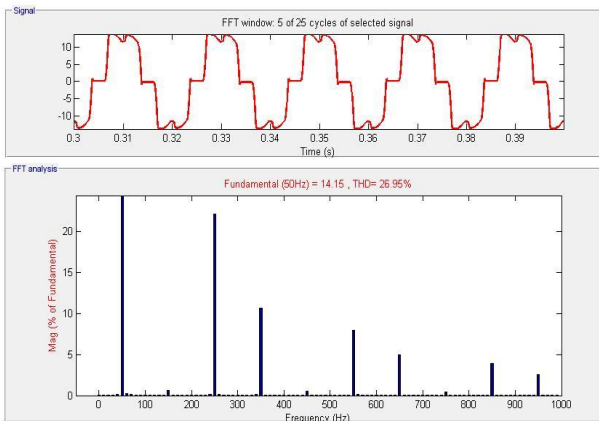 Signal
FFT window: 5 of 25 cycles of selected signal
10
5
0
-5
-10
0.3 0.31 0.32 0.33 0.34 0.35 0.36 0.37 0.38 0.39
Time (s)
FFT analysis
Fundamental (50Hz) = 14.15 , THD= 26.95%
Mag (% of Fundamental)
20
15
10
5
0
0 100 200 300 400 500 600 700 800 900 1000
Frequency (Hz)